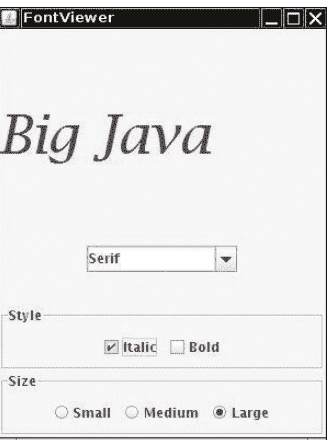 FontViewer
Big Java
Serif
Style
Italic Bold
Size
Small Medium Large